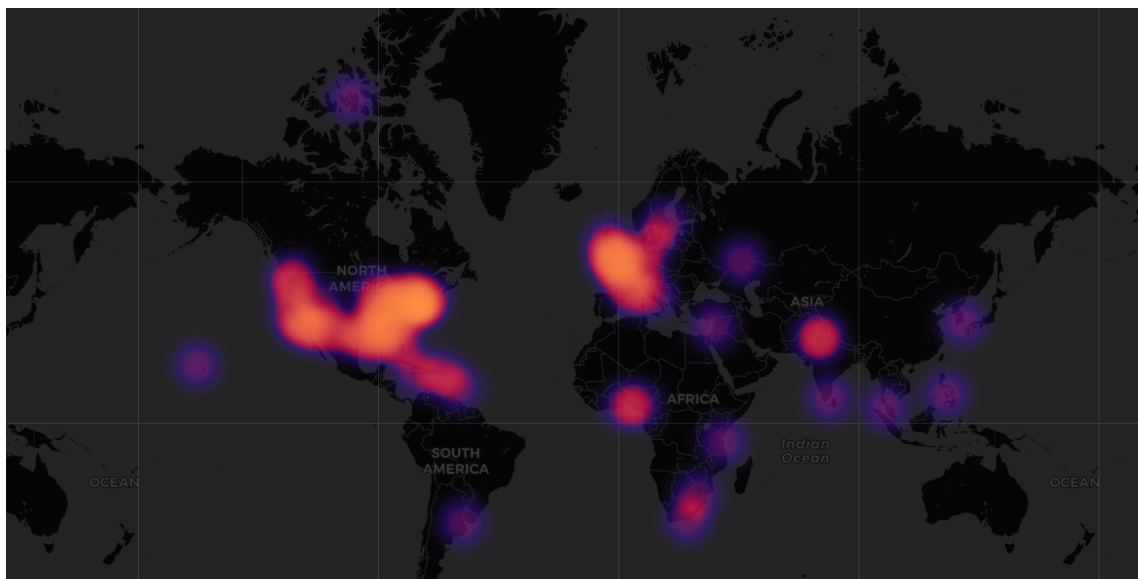 NORTH
AMERICA
ASIA
AFRICA
SOUTH
AMERICA
Indian
Ocean
OCEAN
OCEAN